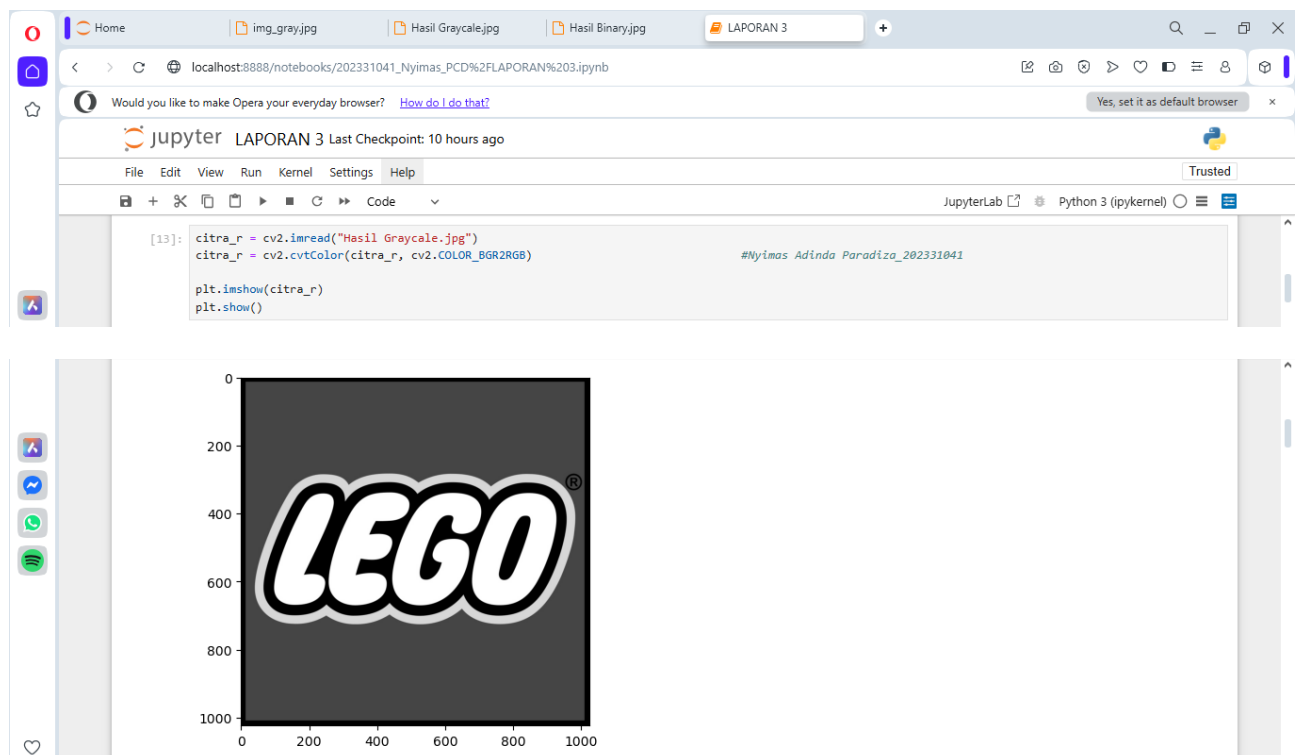 Home
img_gray.jpg
Hasil Graycale.jpg
Hasil Binary.jpg
LAPORAN 3
localhost:8888/notebooks/202331041_Nyimas_PCD%2FLAPORAN%203.ipynb
Would you like to make Opera your everyday browser? How do I do that? Yes, set it as default browser
jupyter LAPORAN 3 Last Checkpoint: 10 hours ago
File Edit View Run Kernel Settings Help Trusted
Code JupyterLab Python 3 (ipykernel)
[13]: citra_r = cv2.imread("Hasil Graycale.jpg")
citra_r = cv2.cvtColor(citra_r, cv2.COLOR_BGR2RGB) #Nyimas Adinda Paradiza_202331041
plt.imshow(citra_r)
plt.show()
0
200
®
400
LEGO
600
800
1000
0 200 400 600 800 1000